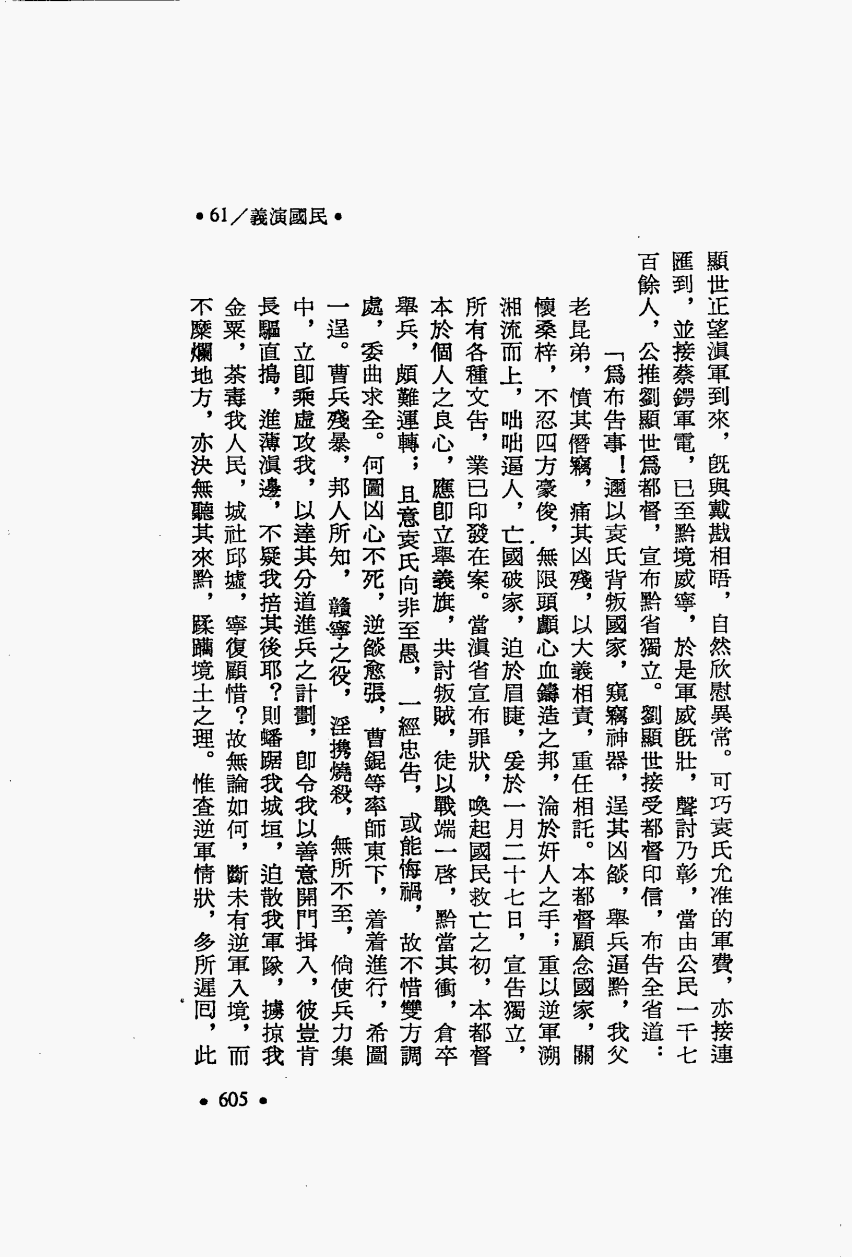 •61／義演國民•
顯世正望滇軍到來，旣與戴戡相晤，自然欣慰異常。可巧袁氏允准的軍費，亦接連
匯到，並接蔡鍔軍電，已至黔境威寧，於是軍威旣壯，聲討乃彰，當由公民一千七
百餘人，公推劉顯世爲都督，宣布黔省獨立。劉顯世接受都督印信，布告全省道：
「爲布告事！邇以袁氏背叛國家，窺竊神器，逞其凶燄，舉兵逼黔，我父
老昆弟，憤其僭竊，痛其凶殘，以大義相責，重任相託。本都督顧念國家，關
懷桑梓，不忍四方豪俊，無限頭顱心血鑄造之邦，淪於奸人之手；重以逆軍溯
湘流而上，咄咄逼人，亡國破家，迫於眉睫，爰於一月二十七日，宣告獨立，
所有各種文告，業已印發在案。當滇省宣布罪狀，喚起國民救亡之初，本都督
本於個人之良心，應卽立舉義旗，共討叛賊，徒以戰端一啓，黔當其衝，倉卒
舉兵，頗難運轉；且意袁氏向非至愚，一經忠告，或能悔禍，故不惜雙方調
處，委曲求全。何圖凶心不死，逆燄愈張，曹錕等率師東下，着着進行，希圖
一逞。曹兵殘暴，邦人所知，贛寧之役，淫擄燒殺，無所不至，倘使兵力集
中，立卽乘虛攻我，以達其分道進兵之計劃，卽令我以善意開門揖入，彼豈肯
長驅直搗，進薄滇邊，不疑我掊其後耶？則蟠踞我城垣，迫散我軍隊，擄掠我
金粟，荼毒我人民，城社邱墟，寧復顧惜？故無論如何，斷未有逆軍入境，而
不糜爛地方，亦決無聽其來黔，蹂躪境土之理。惟查逆軍情狀，多所遲囘，此
•605•